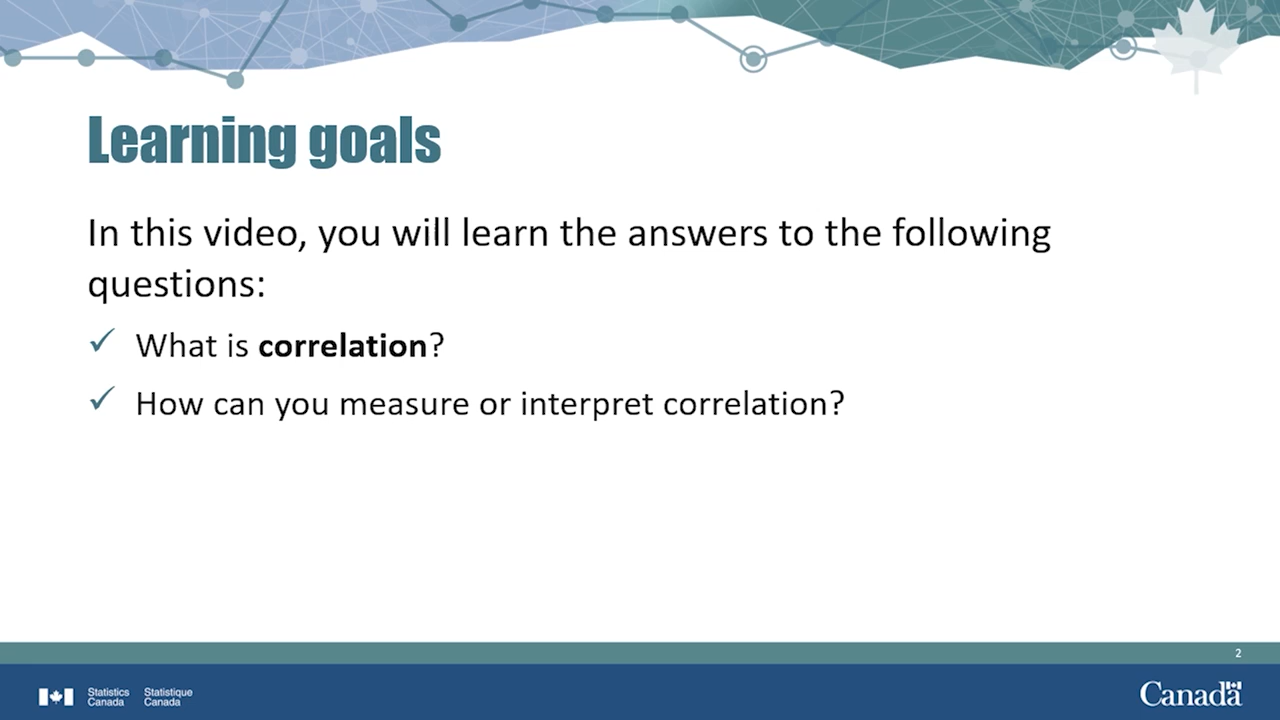 Learning goals
In this video, you will learn the answers to the following
questions:
✓ What is correlation?
✓ How can you measure or interpret correlation?
2
Statistics Statistique
Canada Canada
Canada